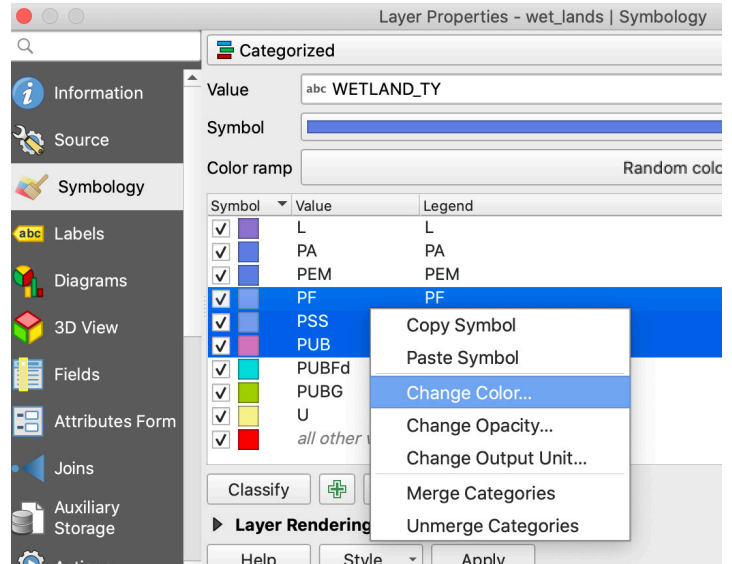 Layer Properties - wet_lands | Symbology
Categorized
Information
Value
abc WETLAND_TY
Source
Symbol
Symbology
Color ramp
Random colo
Symbol Value Legend
L L
abc Labels
PA PA
PEM PEM
Diagrams
PF PF
3D View
PSS
PUB
Fields
PUBFd
PUBG
Attributes Form
U
all other v
Joins
Copy Symbol
Paste Symbol
Change Color...
Change Opacity...
Change Output Unit...
Merge Categories
Unmerge Categories
Classify
Auxiliary
Storage
Layer Rendering
Help Style Apply